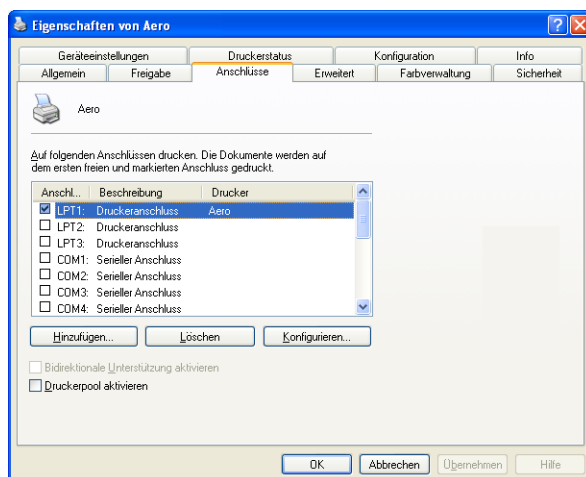 Eigenschaften von Aero
Geräteeinstellungen Druckerstatus Konfiguration Info
Allgemein Freigabe Anschlüsse Erweitert Farbverwaltung Sicherheit
Aero
Auf folgenden Anschlüssen drucken. Die Dokumente werden auf
dem ersten freien und markierten Anschluss gedruckt.
Anschl... Beschreibung Drucker
LPT1: Druckeranschluss Aero
LPT2: Druckeranschluss
LPT3: Druckeranschluss
COM1: Serieller Anschluss
COM2: Serieller Anschluss
COM3: Serieller Anschluss
COM4: Serieller Anschluss
Hinzufügen... Löschen Konfigurieren...
Bidirektionale Unterstützung aktivieren
Druckerpool aktivieren
OK Abbrechen Übernehmen Hilfe